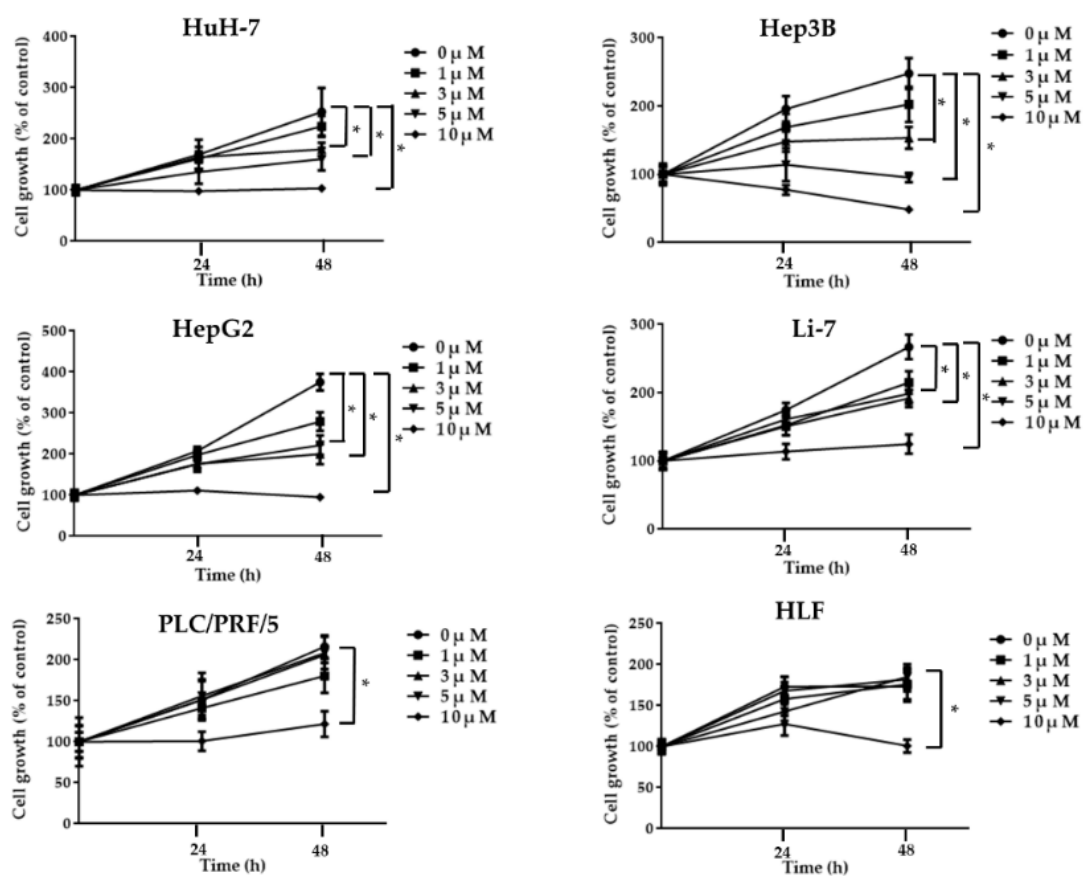 HuH-7
Cell growth (% of control)
400
300
200
100
0
24
48
Time (h)
0 μ M
1 μ M
3 μ M
5 μ M
10 μ M
*
*
*
Hep3B
Cell growth (% of control)
300
200
100
0
24
48
Time (h)
0 μ M
1 μ M
3 μ M
5 μ M
10 μ M
*
*
*
HepG2
Cell growth (% of control)
500
400
300
200
100
0
24
48
Time (h)
0 μ M
1 μ M
3 μ M
5 μ M
10 μ M
*
*
*
Li-7
Cell growth (% of control)
300
200
100
0
24
48
Time (h)
0 μ M
1 μ M
3 μ M
5 μ M
10 μ M
*
*
*
PLC/PRF/5
Cell growth (% of control)
250
200
150
100
50
0
24
48
Time (h)
0 μ M
1 μ M
3 μ M
5 μ M
10 μ M
*
HLF
Cell growth (% of control)
250
200
150
100
50
0
24
48
Time (h)
0 μ M
1 μ M
3 μ M
5 μ M
10 μ M
*